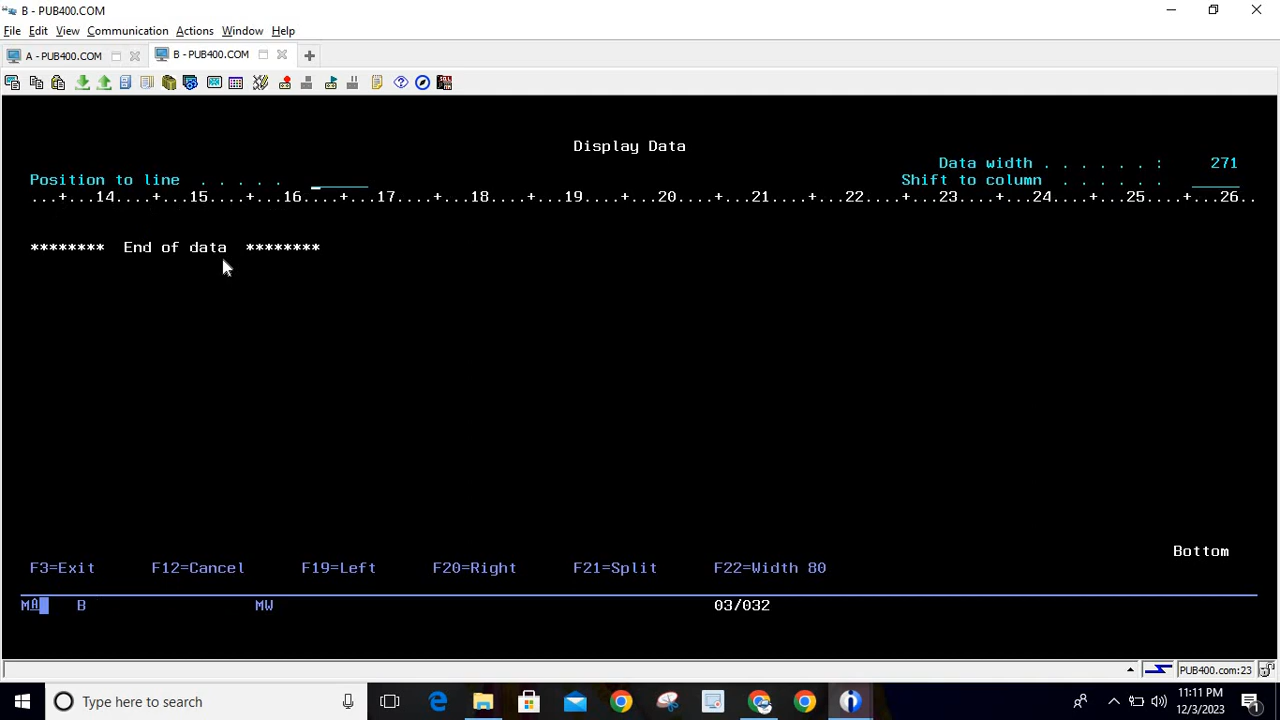 B - PUB400.COM
File Edit View Communication Actions Window Help
A - PUB400.COM B - PUB400.COM
Display Data
Data width . . . . . . : 271
Position to line . . . . . Shift to column . . . . . .
...+...14....+...15....+...16....+...17....+...18....+...19....+...20....+...21....+...22....+...23....+...24....+...25....+...26..
******** End of data ********
Bottom
F3=Exit F12=Cancel F19=Left F20=Right F21=Split F22=Width 80
MA B MW 03/032
PUB400.com:23
Type here to search
11:11 PM
12/3/2023